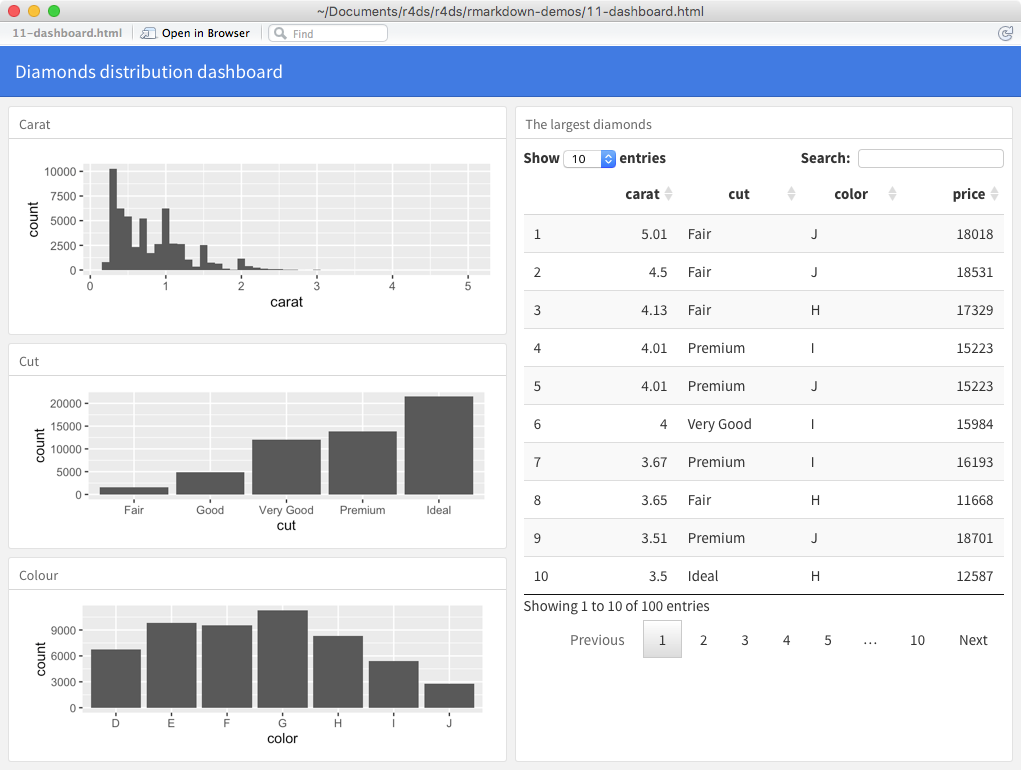 ~/Documents/r4ds/r4ds/rmarkdown-demos/11-dashboard.html
11-dashboard.html Open in Browser Find
Diamonds distribution dashboard
Carat
10000
7500
5000
2500
0
count
0 1 2 3 4 5
carat
Cut
20000
15000
10000
5000
0
count
Fair Good Very Good Premium Ideal
cut
Colour
9000
6000
3000
0
count
D E F G H I J
color
The largest diamonds
Show 10 entries Search:
carat cut color price
1 5.01 Fair J 18018
2 4.5 Fair J 18531
3 4.13 Fair H 17329
4 4.01 Premium I 15223
5 4.01 Premium J 15223
6 4 Very Good I 15984
7 3.67 Premium I 16193
8 3.65 Fair H 11668
9 3.51 Premium J 18701
10 3.5 Ideal H 12587
Showing 1 to 10 of 100 entries
Previous 1 2 3 4 5 … 10 Next